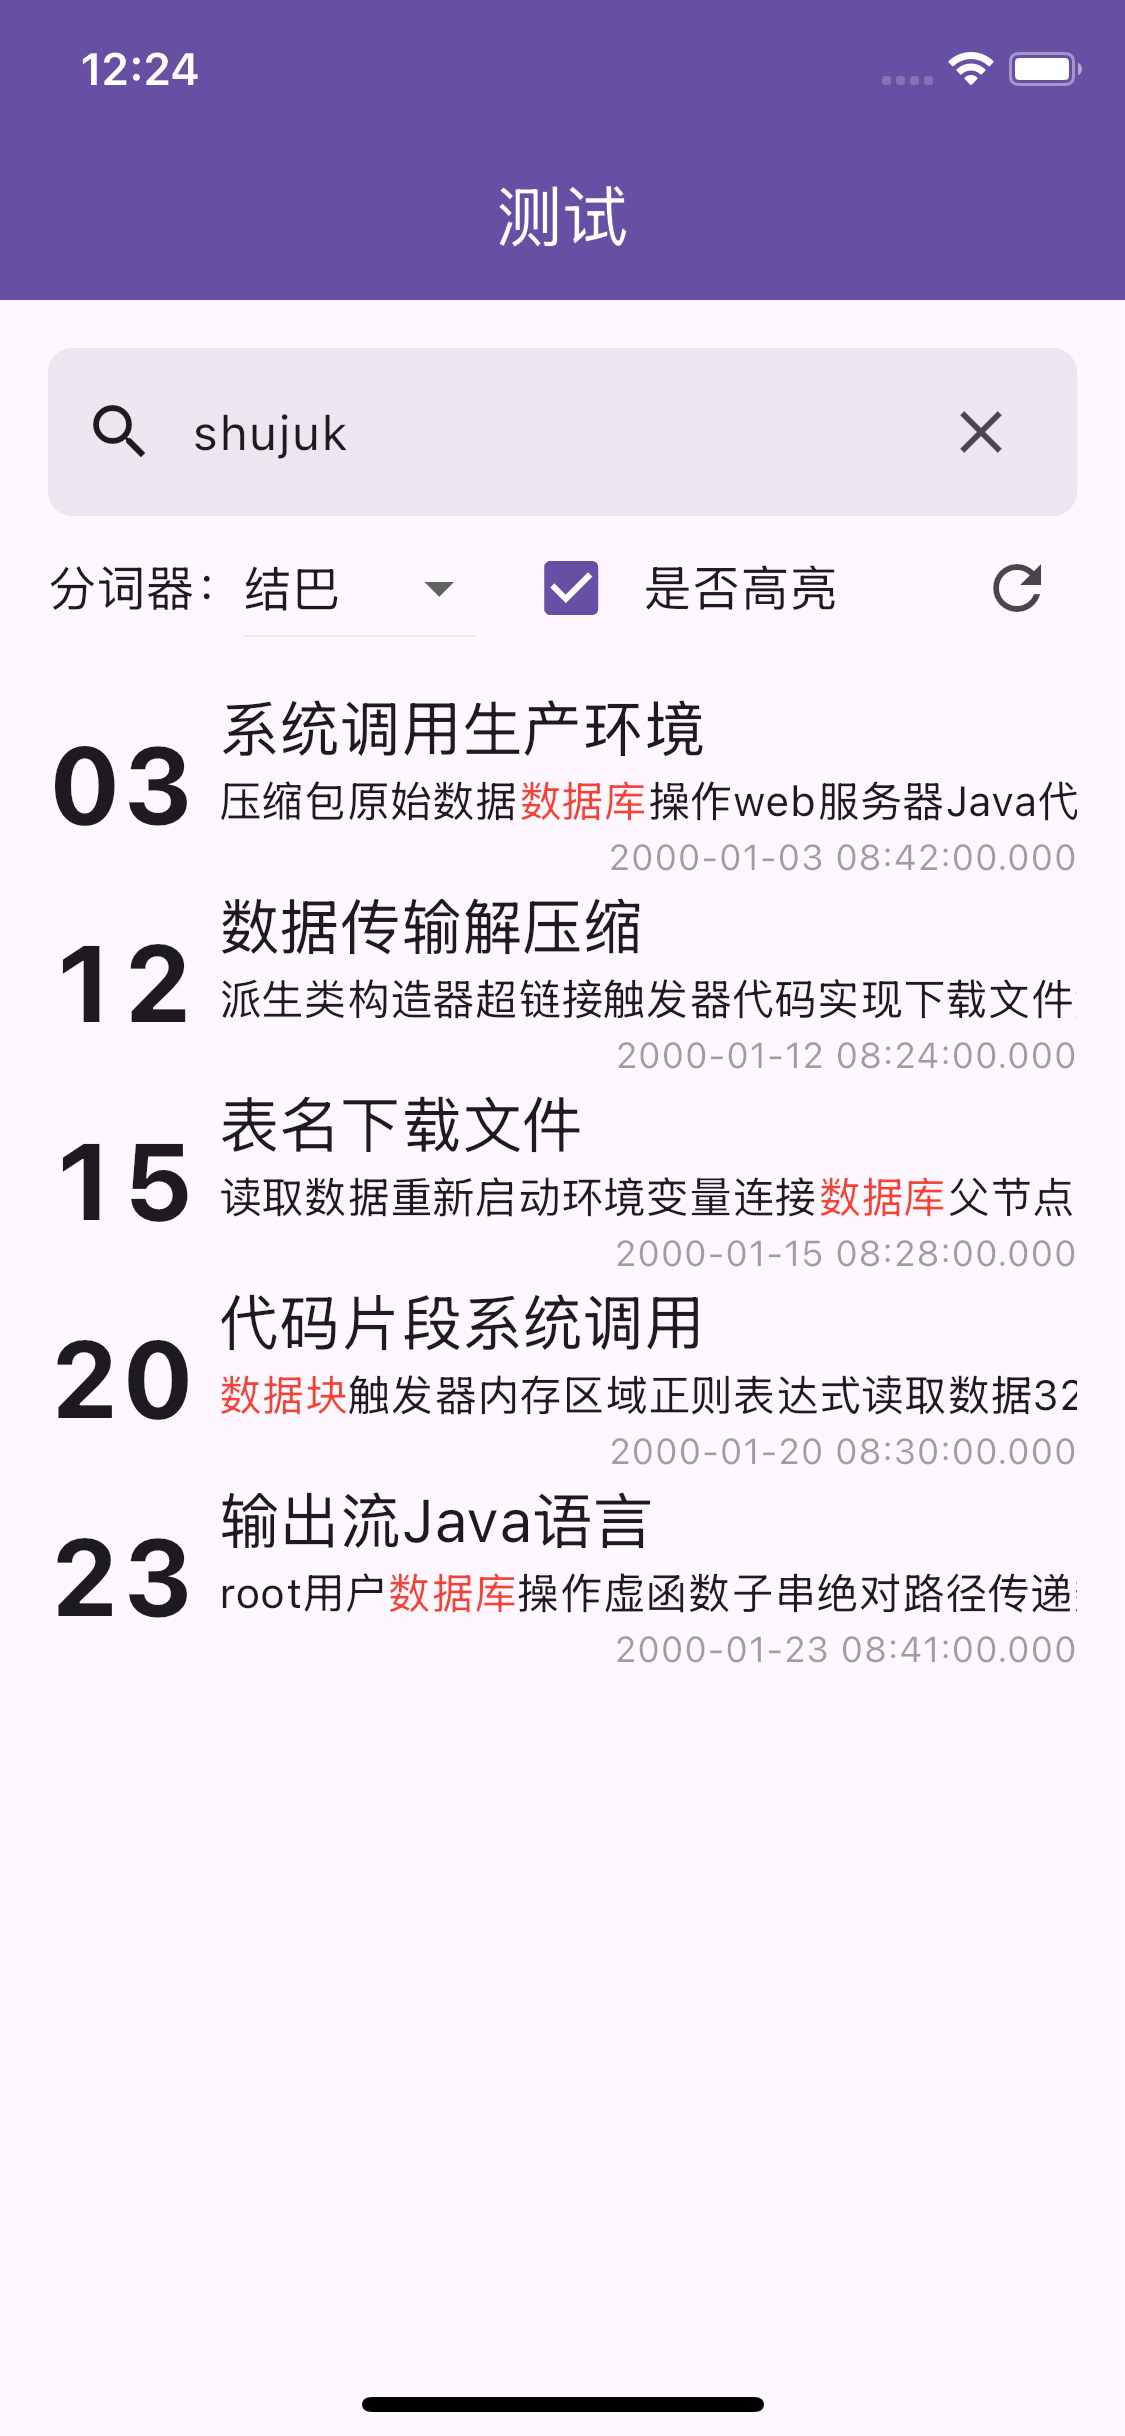 12:24
测试
shujuk
分词器： 结巴 是否高亮
03
系统调用生产环境
压缩包原始数据数据库操作web服务器Java代
2000-01-03 08:42:00.000
12
数据传输解压缩
派生类构造器超链接触发器代码实现下载文件
2000-01-12 08:24:00.000
15
表名下载文件
读取数据重新启动环境变量连接数据库父节点
2000-01-15 08:28:00.000
20
代码片段系统调用
数据块触发器内存区域正则表达式读取数据32
2000-01-20 08:30:00.000
23
输出流Java语言
root用户数据库操作虚函数子串绝对路径传递
2000-01-23 08:41:00.000